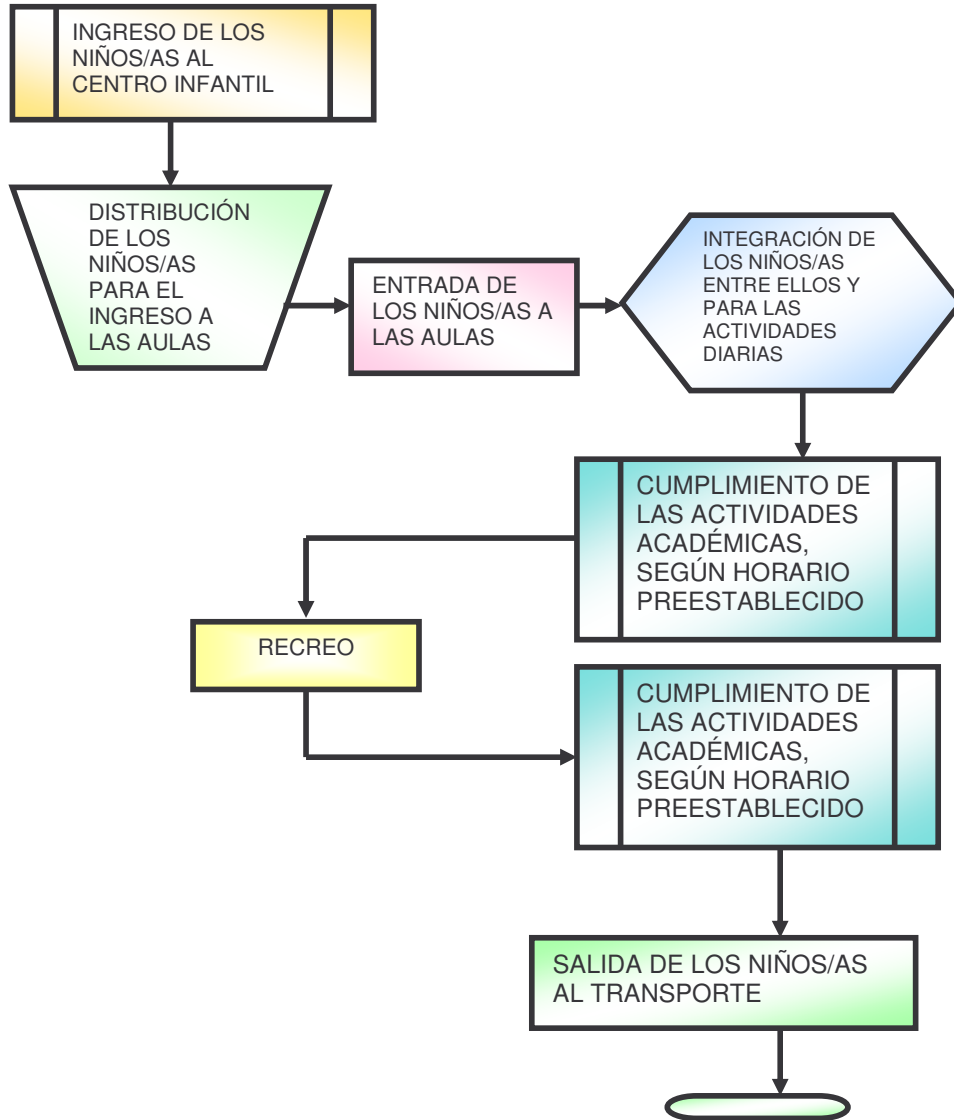 INGRESO DE LOS
NIÑOS/AS AL
CENTRO INFANTIL
DISTRIBUCIÓN
DE LOS
NIÑOS/AS
PARA EL
INGRESO A
LAS AULAS
ENTRADA DE
LOS NIÑOS/AS A
LAS AULAS
INTEGRACIÓN DE
LOS NIÑOS/AS
ENTRE ELLOS Y
PARA LAS
ACTIVIDADES
DIARIAS
CUMPLIMIENTO DE
LAS ACTIVIDADES
ACADÉMICAS,
SEGÚN HORARIO
PREESTABLECIDO
RECREO
CUMPLIMIENTO DE
LAS ACTIVIDADES
ACADÉMICAS,
SEGÚN HORARIO
PREESTABLECIDO
SALIDA DE LOS NIÑOS/AS
AL TRANSPORTE